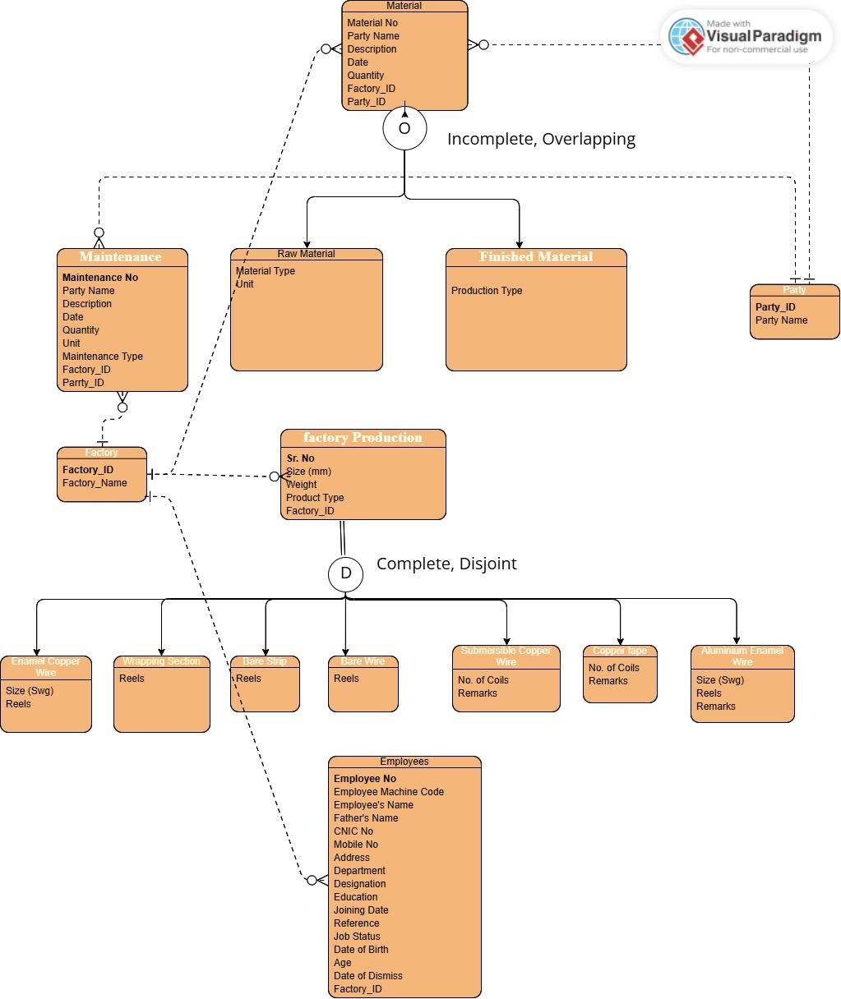 Material
Material No
Party Name
Description
Date
Quantity
Factory_ID
Party_ID
Made with
VisualParadigm
For non-commercial use
O
Incomplete, Overlapping
Maintenance
Maintenance No
Party Name
Description
Date
Quantity
Unit
Maintenance Type
Factory_ID
Parrty_ID
Raw Material
Material Type
Unit
Finished Material
Production Type
Party
Party_ID
Party Name
Factory
Factory_ID
Factory_Name
factory Production
Sr. No
Size (mm)
Weight
Product Type
Factory_ID
D
Complete, Disjoint
Enamel Copper
Wire
Size (Swg)
Reels
Wrapping Section
Reels
Bare Strip
Reels
Bare Wire
Reels
Submersible Copper
Wire
No. of Coils
Remarks
Copper tape
No. of Coils
Remarks
Aluminium Enamel
Wire
Size (Swg)
Reels
Remarks
Employees
Employee No
Employee Machine Code
Employee's Name
Father's Name
CNIC No
Mobile No
Address
Department
Designation
Education
Joining Date
Reference
Job Status
Date of Birth
Age
Date of Dismiss
Factory_ID